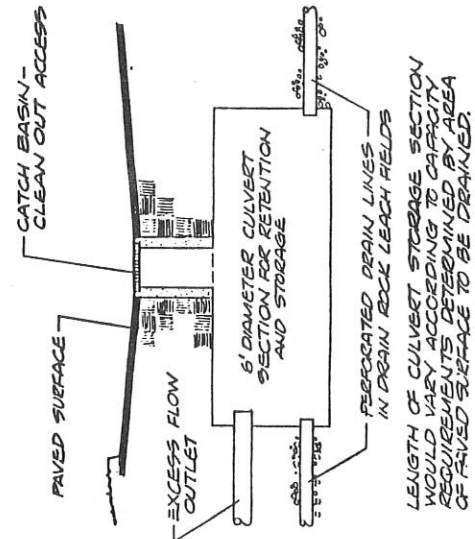 CATCH BASIN-
CLEAN OUT ACCESS
PAVED SURFACE
EXCESS FLOW
OUTLET
6' DIAMETER CULVERT
SECTION FOR RETENTION
AND STORAGE
PERFORATED DRAIN LINES
IN DRAIN ROCK LEACH FIELDS
LENGTH OF CULVERT STORAGE SECTION
WOULD VARY ACCORDING TO CAPACITY
REQUIREMENTS DETERMINED BY AREA
OF PAVED SURFACE TO BE DRAINED.